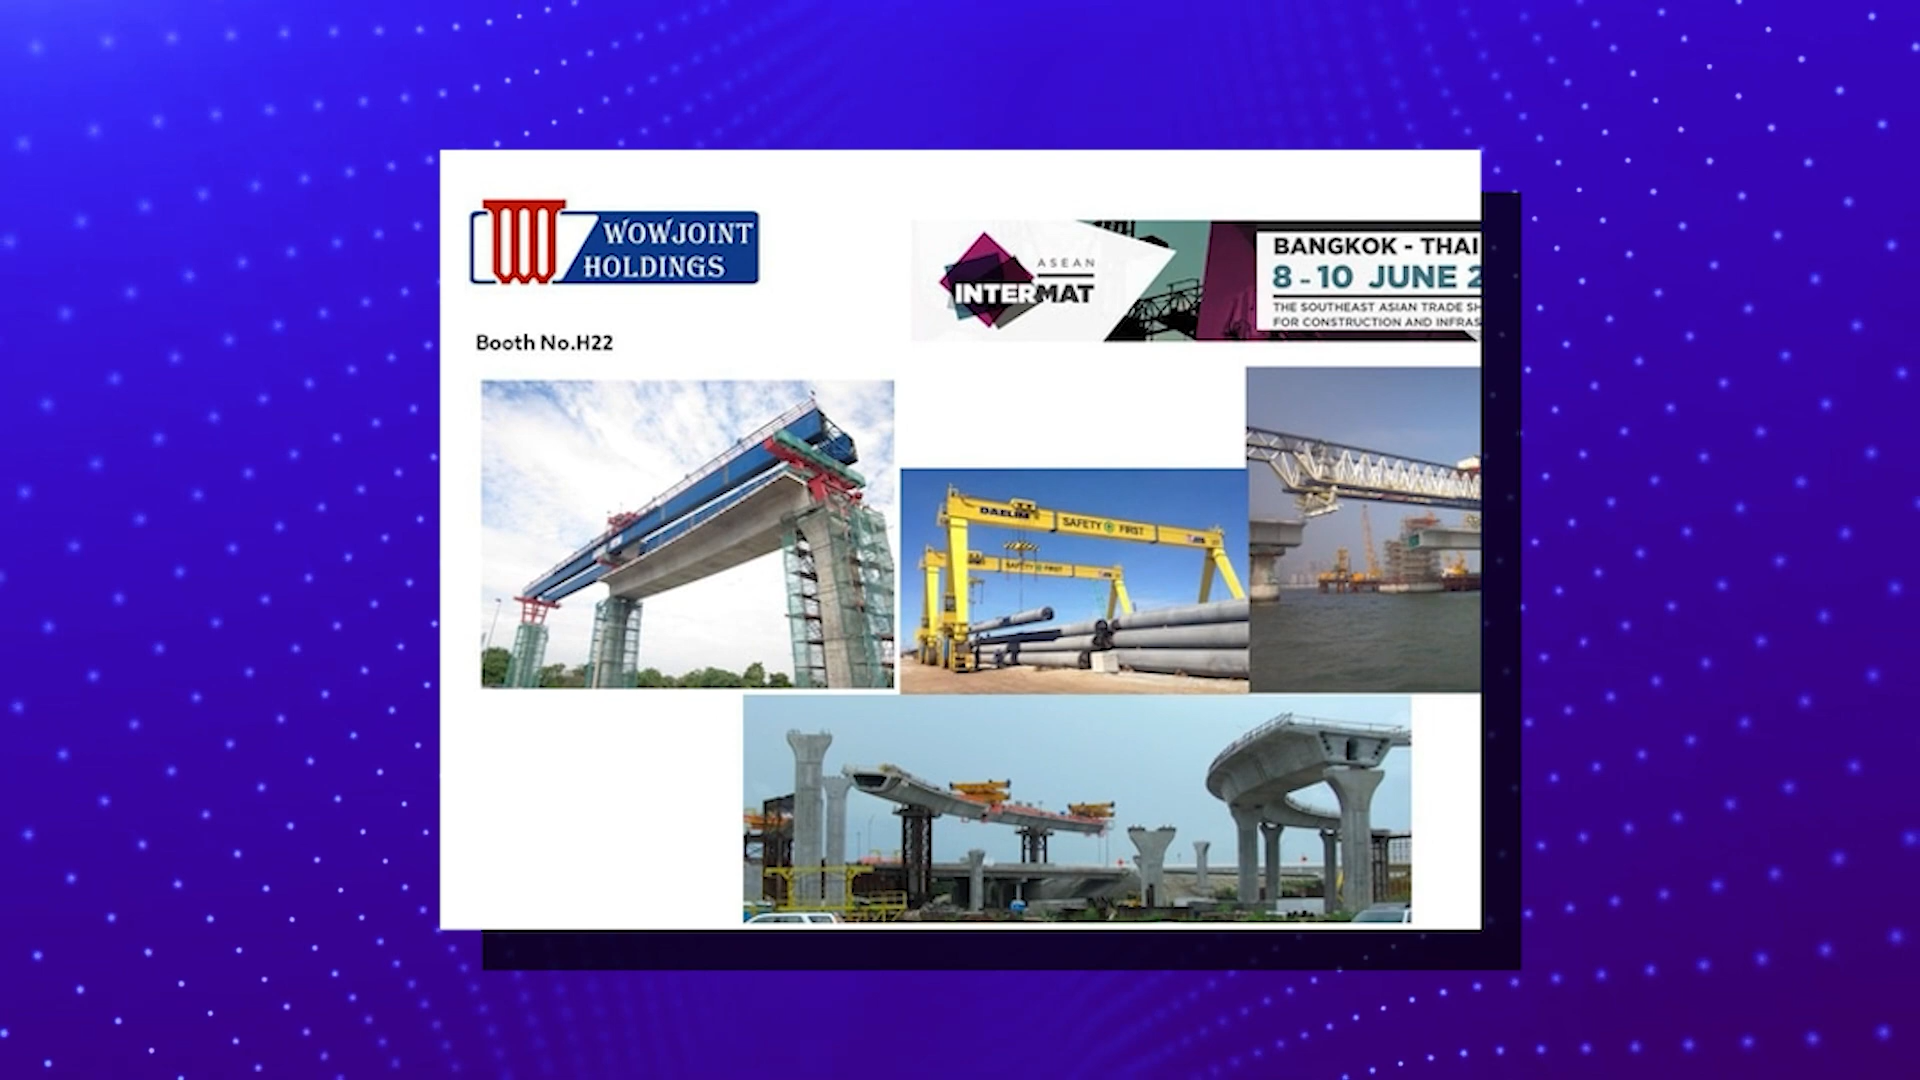 WOWJOINT
HOLDINGS
ASEAN
INTERMAT
BANGKOK - THAI
8 - 10 JUNE 2
THE SOUTHEAST ASIAN TRADE SH
FOR CONSTRUCTION AND INFRAS
Booth No.H22
DAELIM SAFETY FIRST
SAFETY FIRST